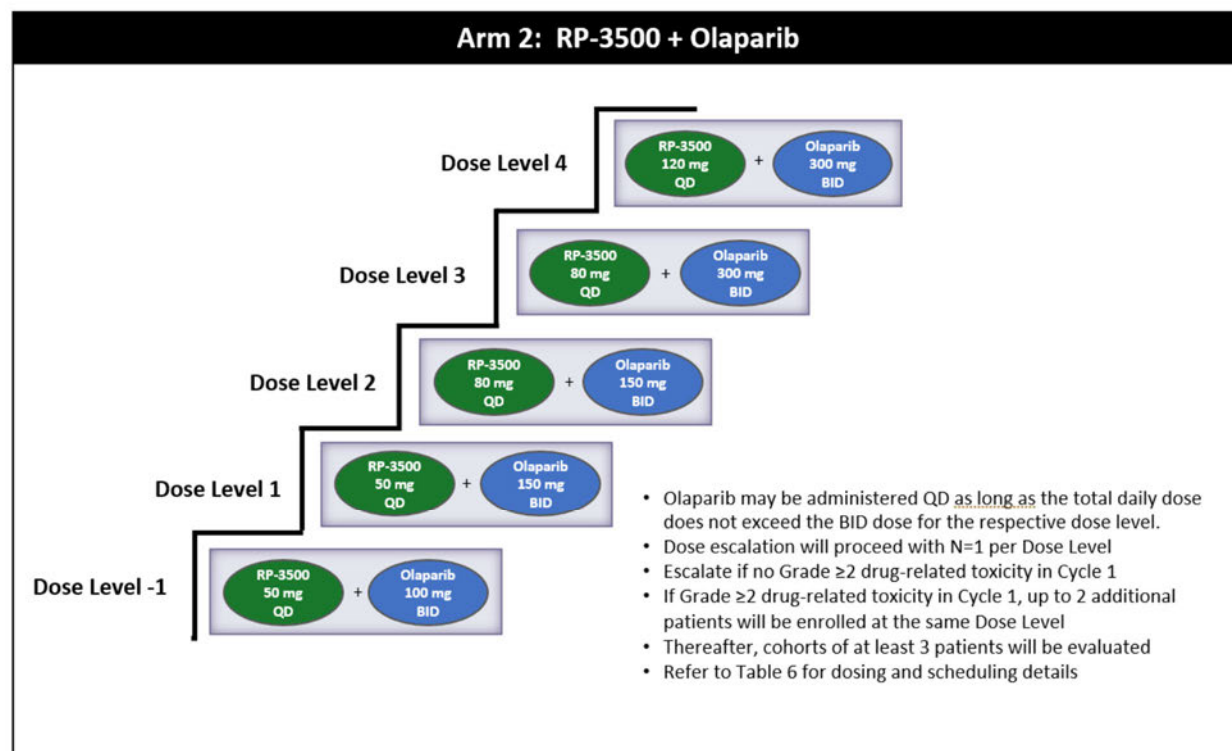 Arm 2: RP-3500 + Olaparib
Dose Level 4
RP-3500
120 mg
QD
+
Olaparib
300 mg
BID
Dose Level 3
RP-3500
80 mg
QD
+
Olaparib
300 mg
BID
Dose Level 2
RP-3500
80 mg
QD
+
Olaparib
150 mg
BID
Dose Level 1
RP-3500
50 mg
QD
+
Olaparib
150 mg
BID
Dose Level -1
RP-3500
50 mg
QD
+
Olaparib
100 mg
BID
• Olaparib may be administered QD as long as the total daily dose
does not exceed the BID dose for the respective dose level.
• Dose escalation will proceed with N=1 per Dose Level
• Escalate if no Grade ≥2 drug-related toxicity in Cycle 1
• If Grade ≥2 drug-related toxicity in Cycle 1, up to 2 additional
patients will be enrolled at the same Dose Level
• Thereafter, cohorts of at least 3 patients will be evaluated
• Refer to Table 6 for dosing and scheduling details